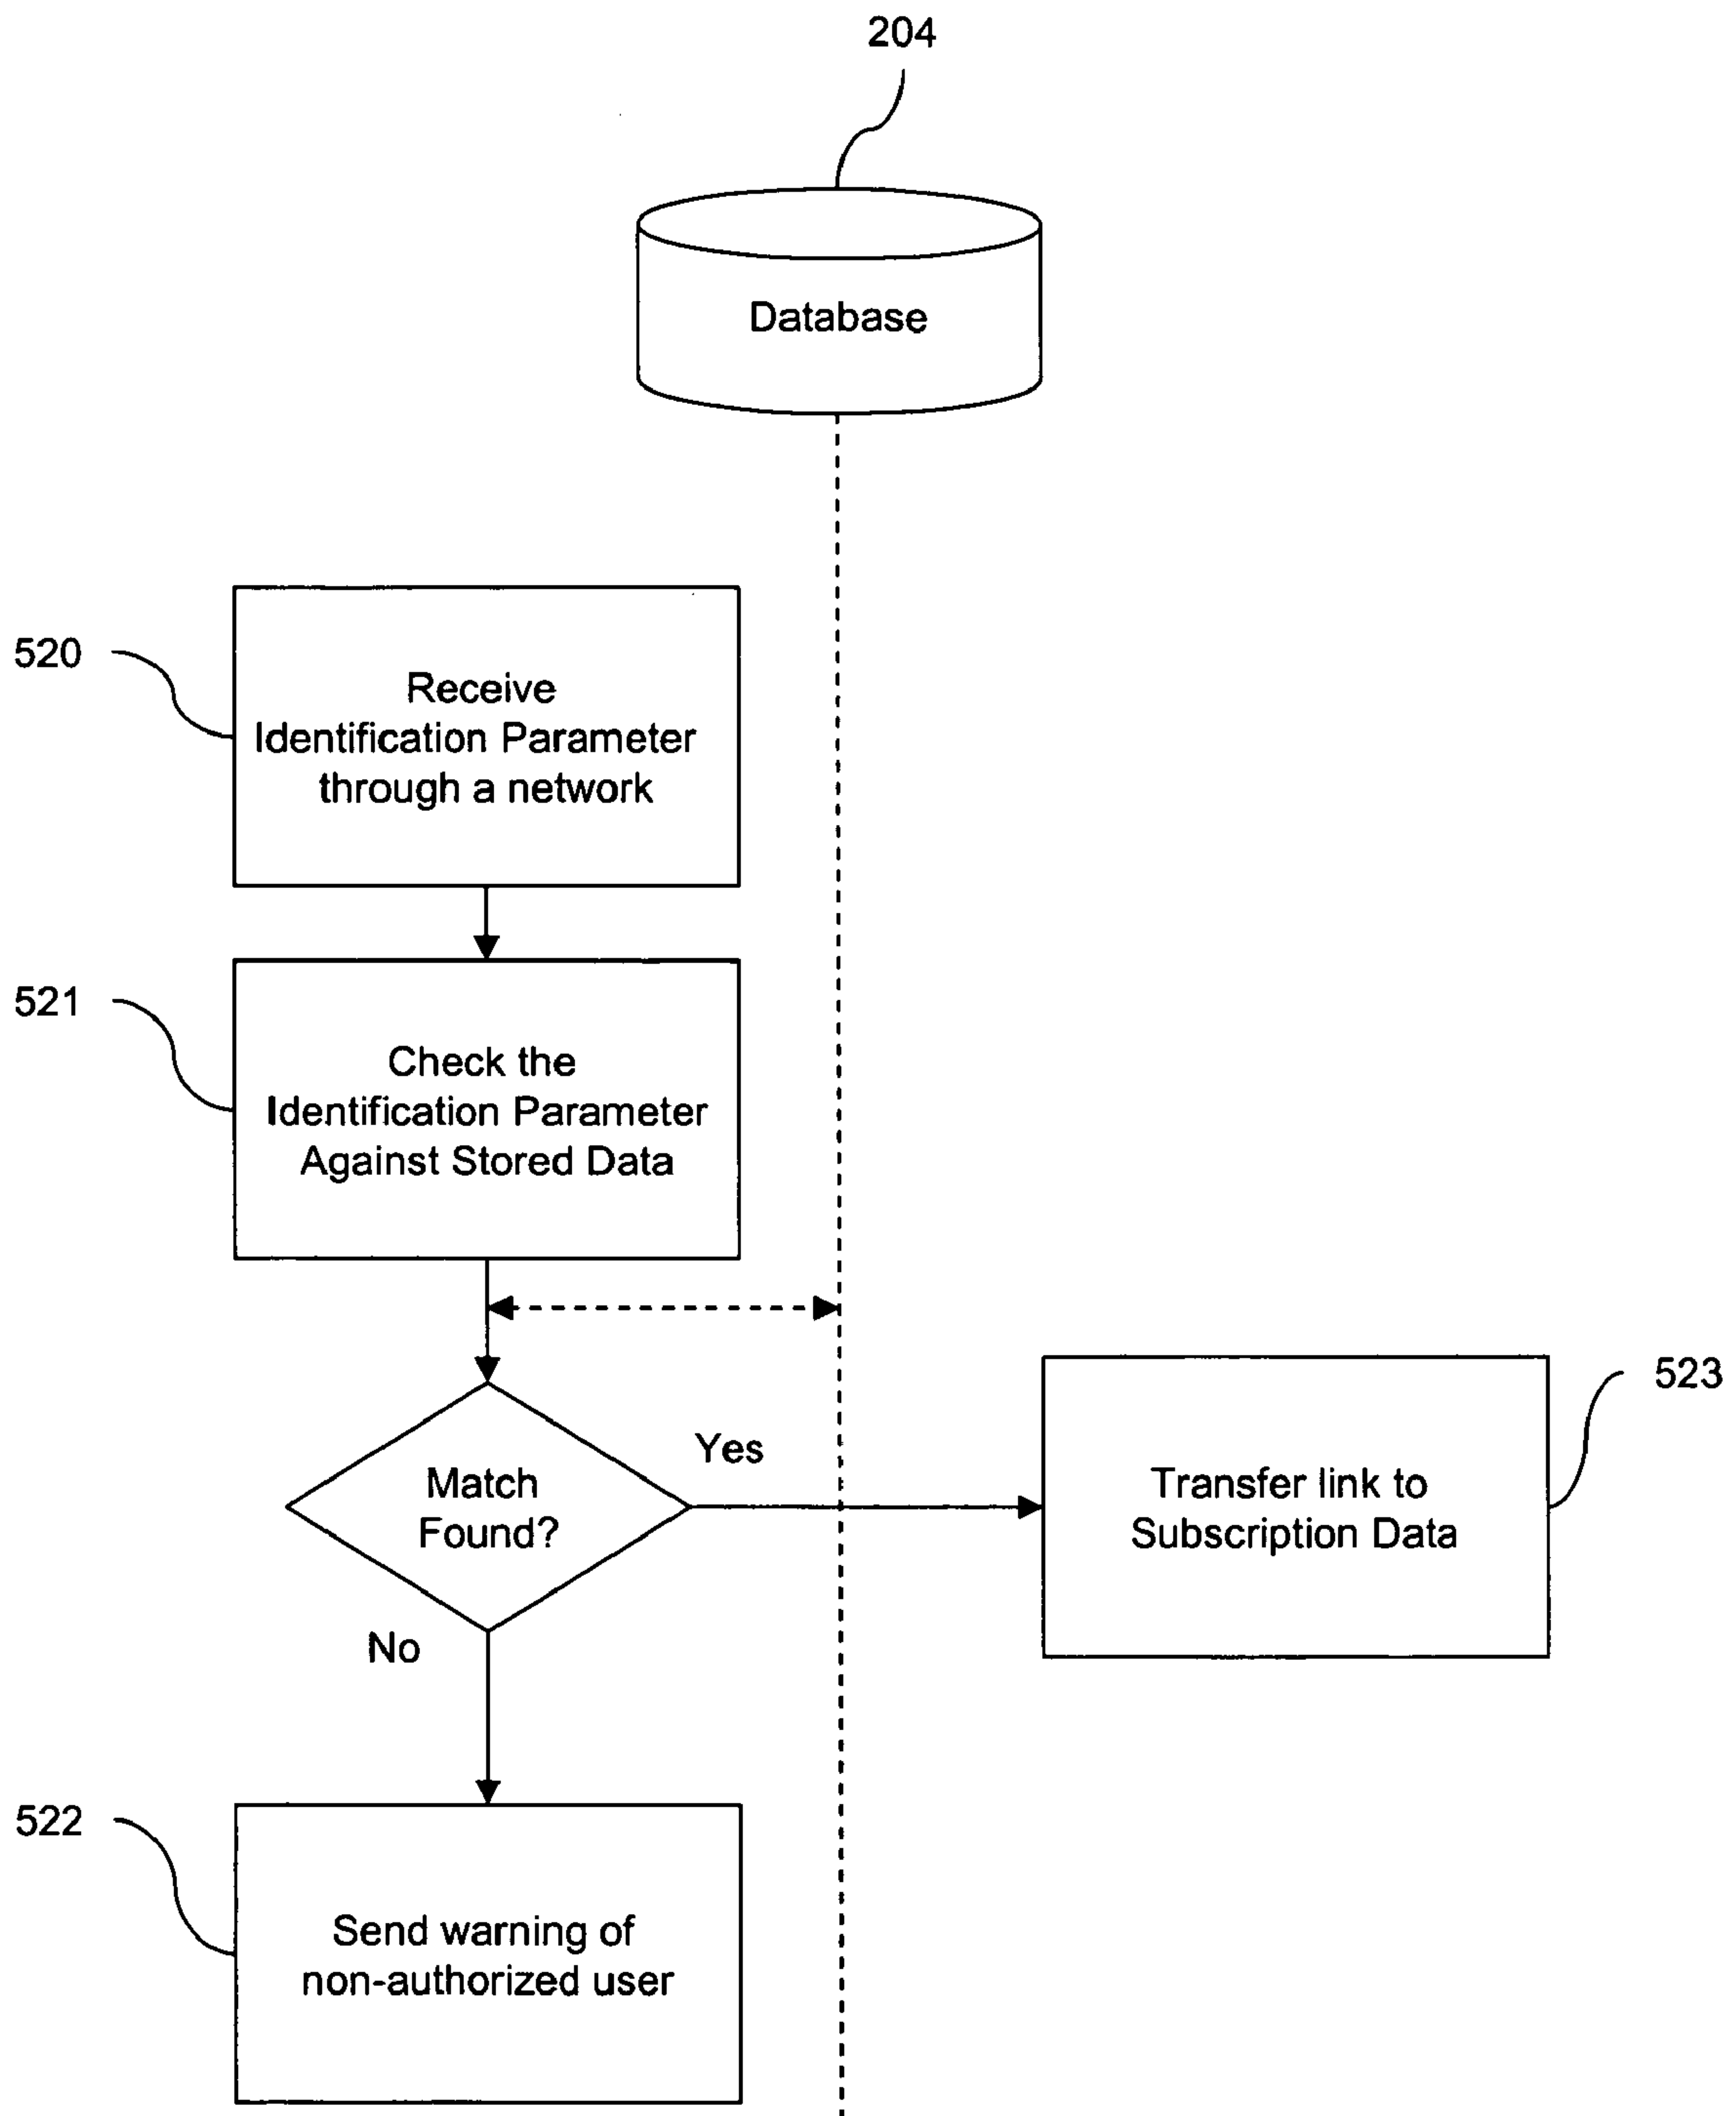 204
Database
520
Receive
Identification Parameter
through a network
521
Check the
Identification Parameter
Against Stored Data
Match
Found?
Yes
No
Transfer link to
Subscription Data
523
522
Send warning of
non-authorized user